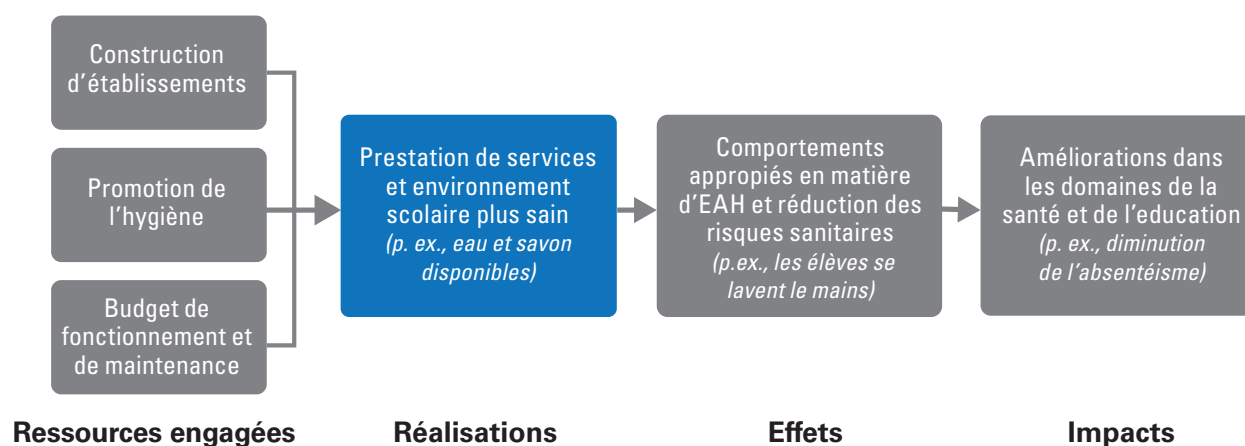 Construction
d'établissements
Promotion de
l'hygiène
Budget de
fonctionnement et
de maintenance
Prestation de services
et environnement
scolaire plus sain
(p. ex., eau et savon
disponibles)
Comportements
appropiés en matière
d'EAH et réduction des
risques sanitaires
(p.ex., les élèves se
lavent le mains)
Améliorations dans
les domaines de la
santé et de l'education
(p. ex., diminution
de l'absentéisme)
Ressources engagées
Réalisations
Effets
Impacts